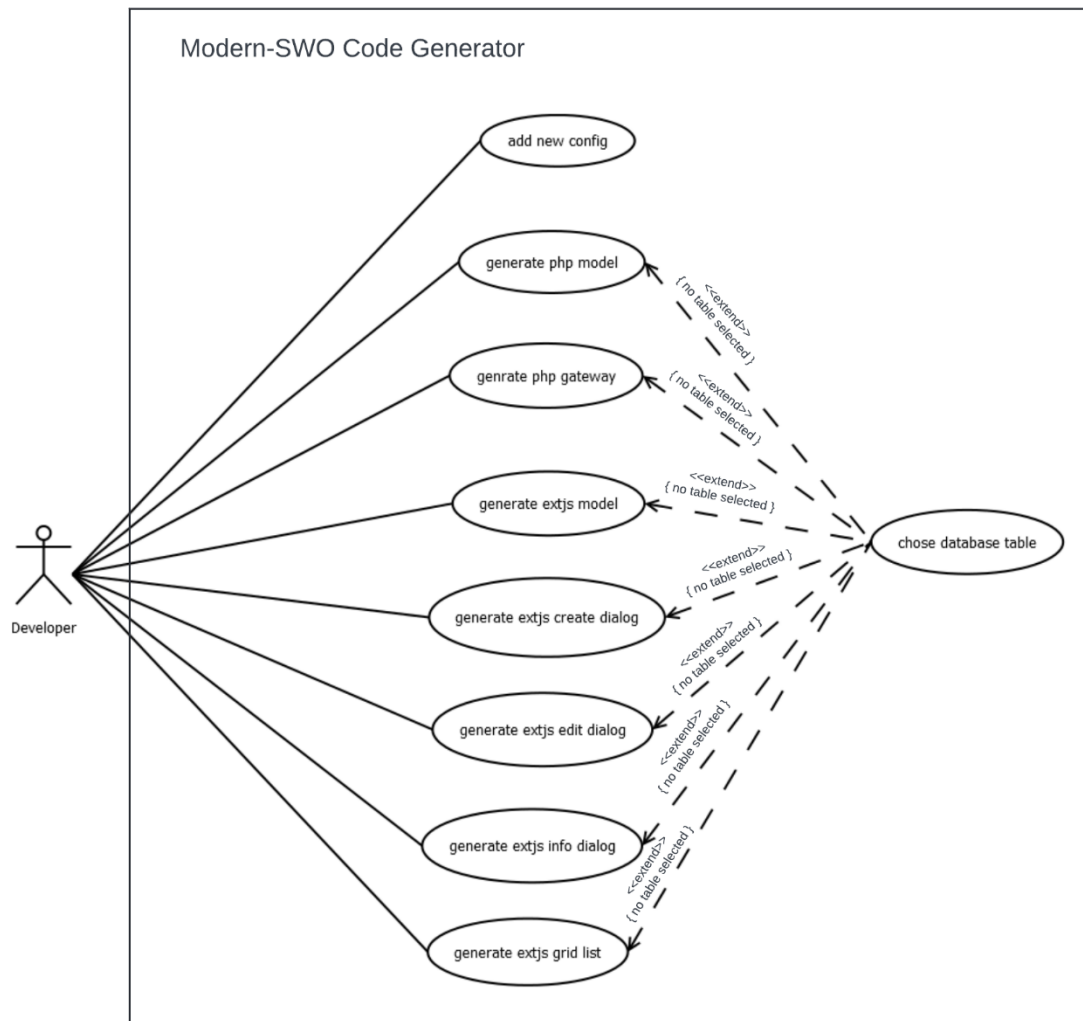 Modern-SWO Code Generator
add new config
generate php model
<<extend>>
{ no table selected }
genrate php gateway
<<extend>>
{ no table selected }
generate extjs model
<<extend>>
{ no table selected }
chose database table
generate extjs create dialog
<<extend>>
{ no table selected }
Developer
generate extjs edit dialog
<<extend>>
{ no table selected }
generate extjs info dialog
<<extend>>
{ no table selected }
generate extjs grid list
<<extend>>
{ no table selected }